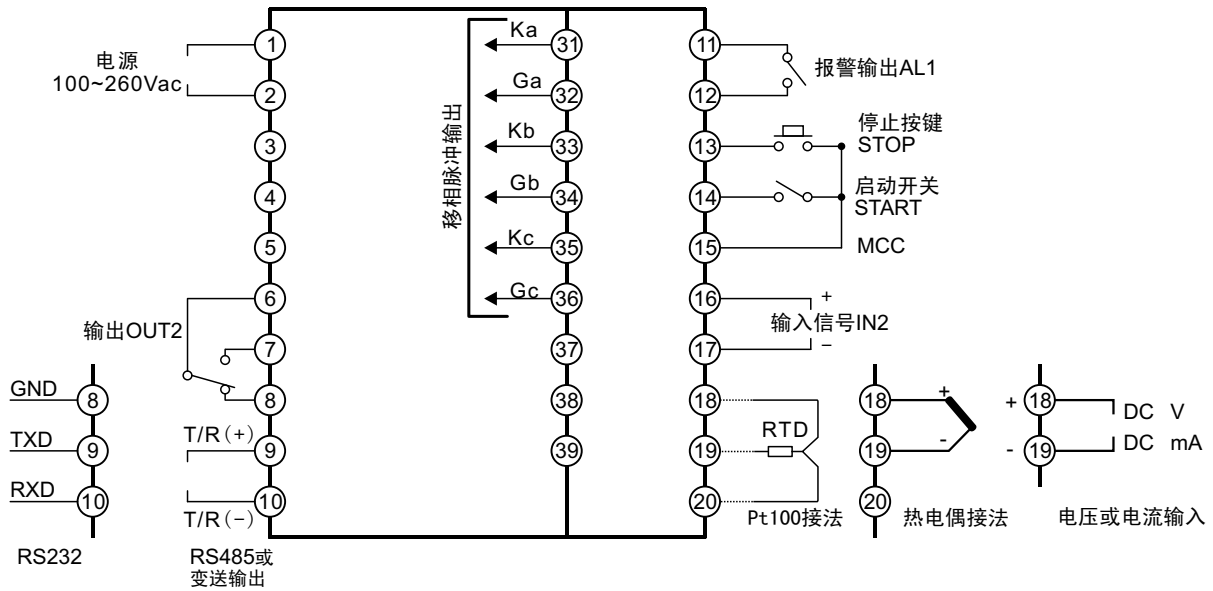 电源
100~260Vac
1
2
3
4
5
6
7
8
9
10
输出OUT2
T/R(+)
T/R(-)
RS485或
变送输出
GND
8
TXD
9
RXD
10
RS232
移相脉冲输出
Ka
31
Ga
32
Kb
33
Gb
34
Kc
35
Gc
36
37
38
39
11
12
报警输出AL1
13
停止按键
STOP
14
启动开关
START
15
MCC
16
+
输入信号IN2
17
−
18
19
RTD
20
Pt100接法
18
+
19
-
20
热电偶接法
+
18
DC V
-
19
DC mA
电压或电流输入